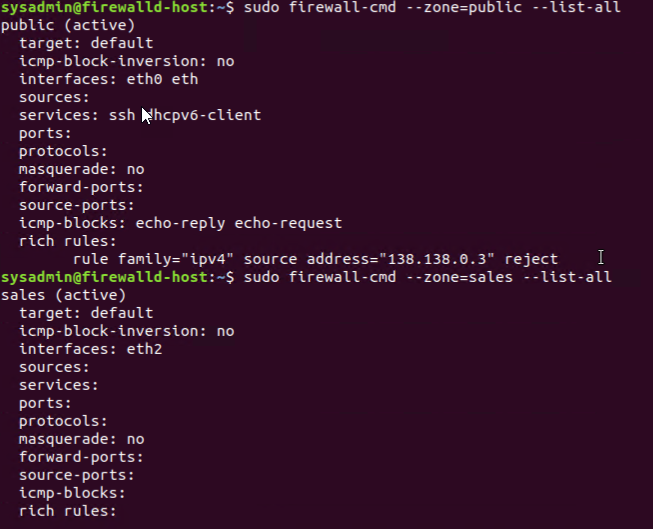 sysadmin@firewalld-host:~$ sudo firewall-cmd --zone=public --list-all
public (active)
  target: default
  icmp-block-inversion: no
  interfaces: eth0 eth
  sources:
  services: ssh dhcpv6-client
  ports:
  protocols:
  masquerade: no
  forward-ports:
  source-ports:
  icmp-blocks: echo-reply echo-request
  rich rules:
        rule family="ipv4" source address="138.138.0.3" reject
sysadmin@firewalld-host:~$ sudo firewall-cmd --zone=sales --list-all
sales (active)
  target: default
  icmp-block-inversion: no
  interfaces: eth2
  sources:
  services:
  ports:
  protocols:
  masquerade: no
  forward-ports:
  source-ports:
  icmp-blocks:
  rich rules: